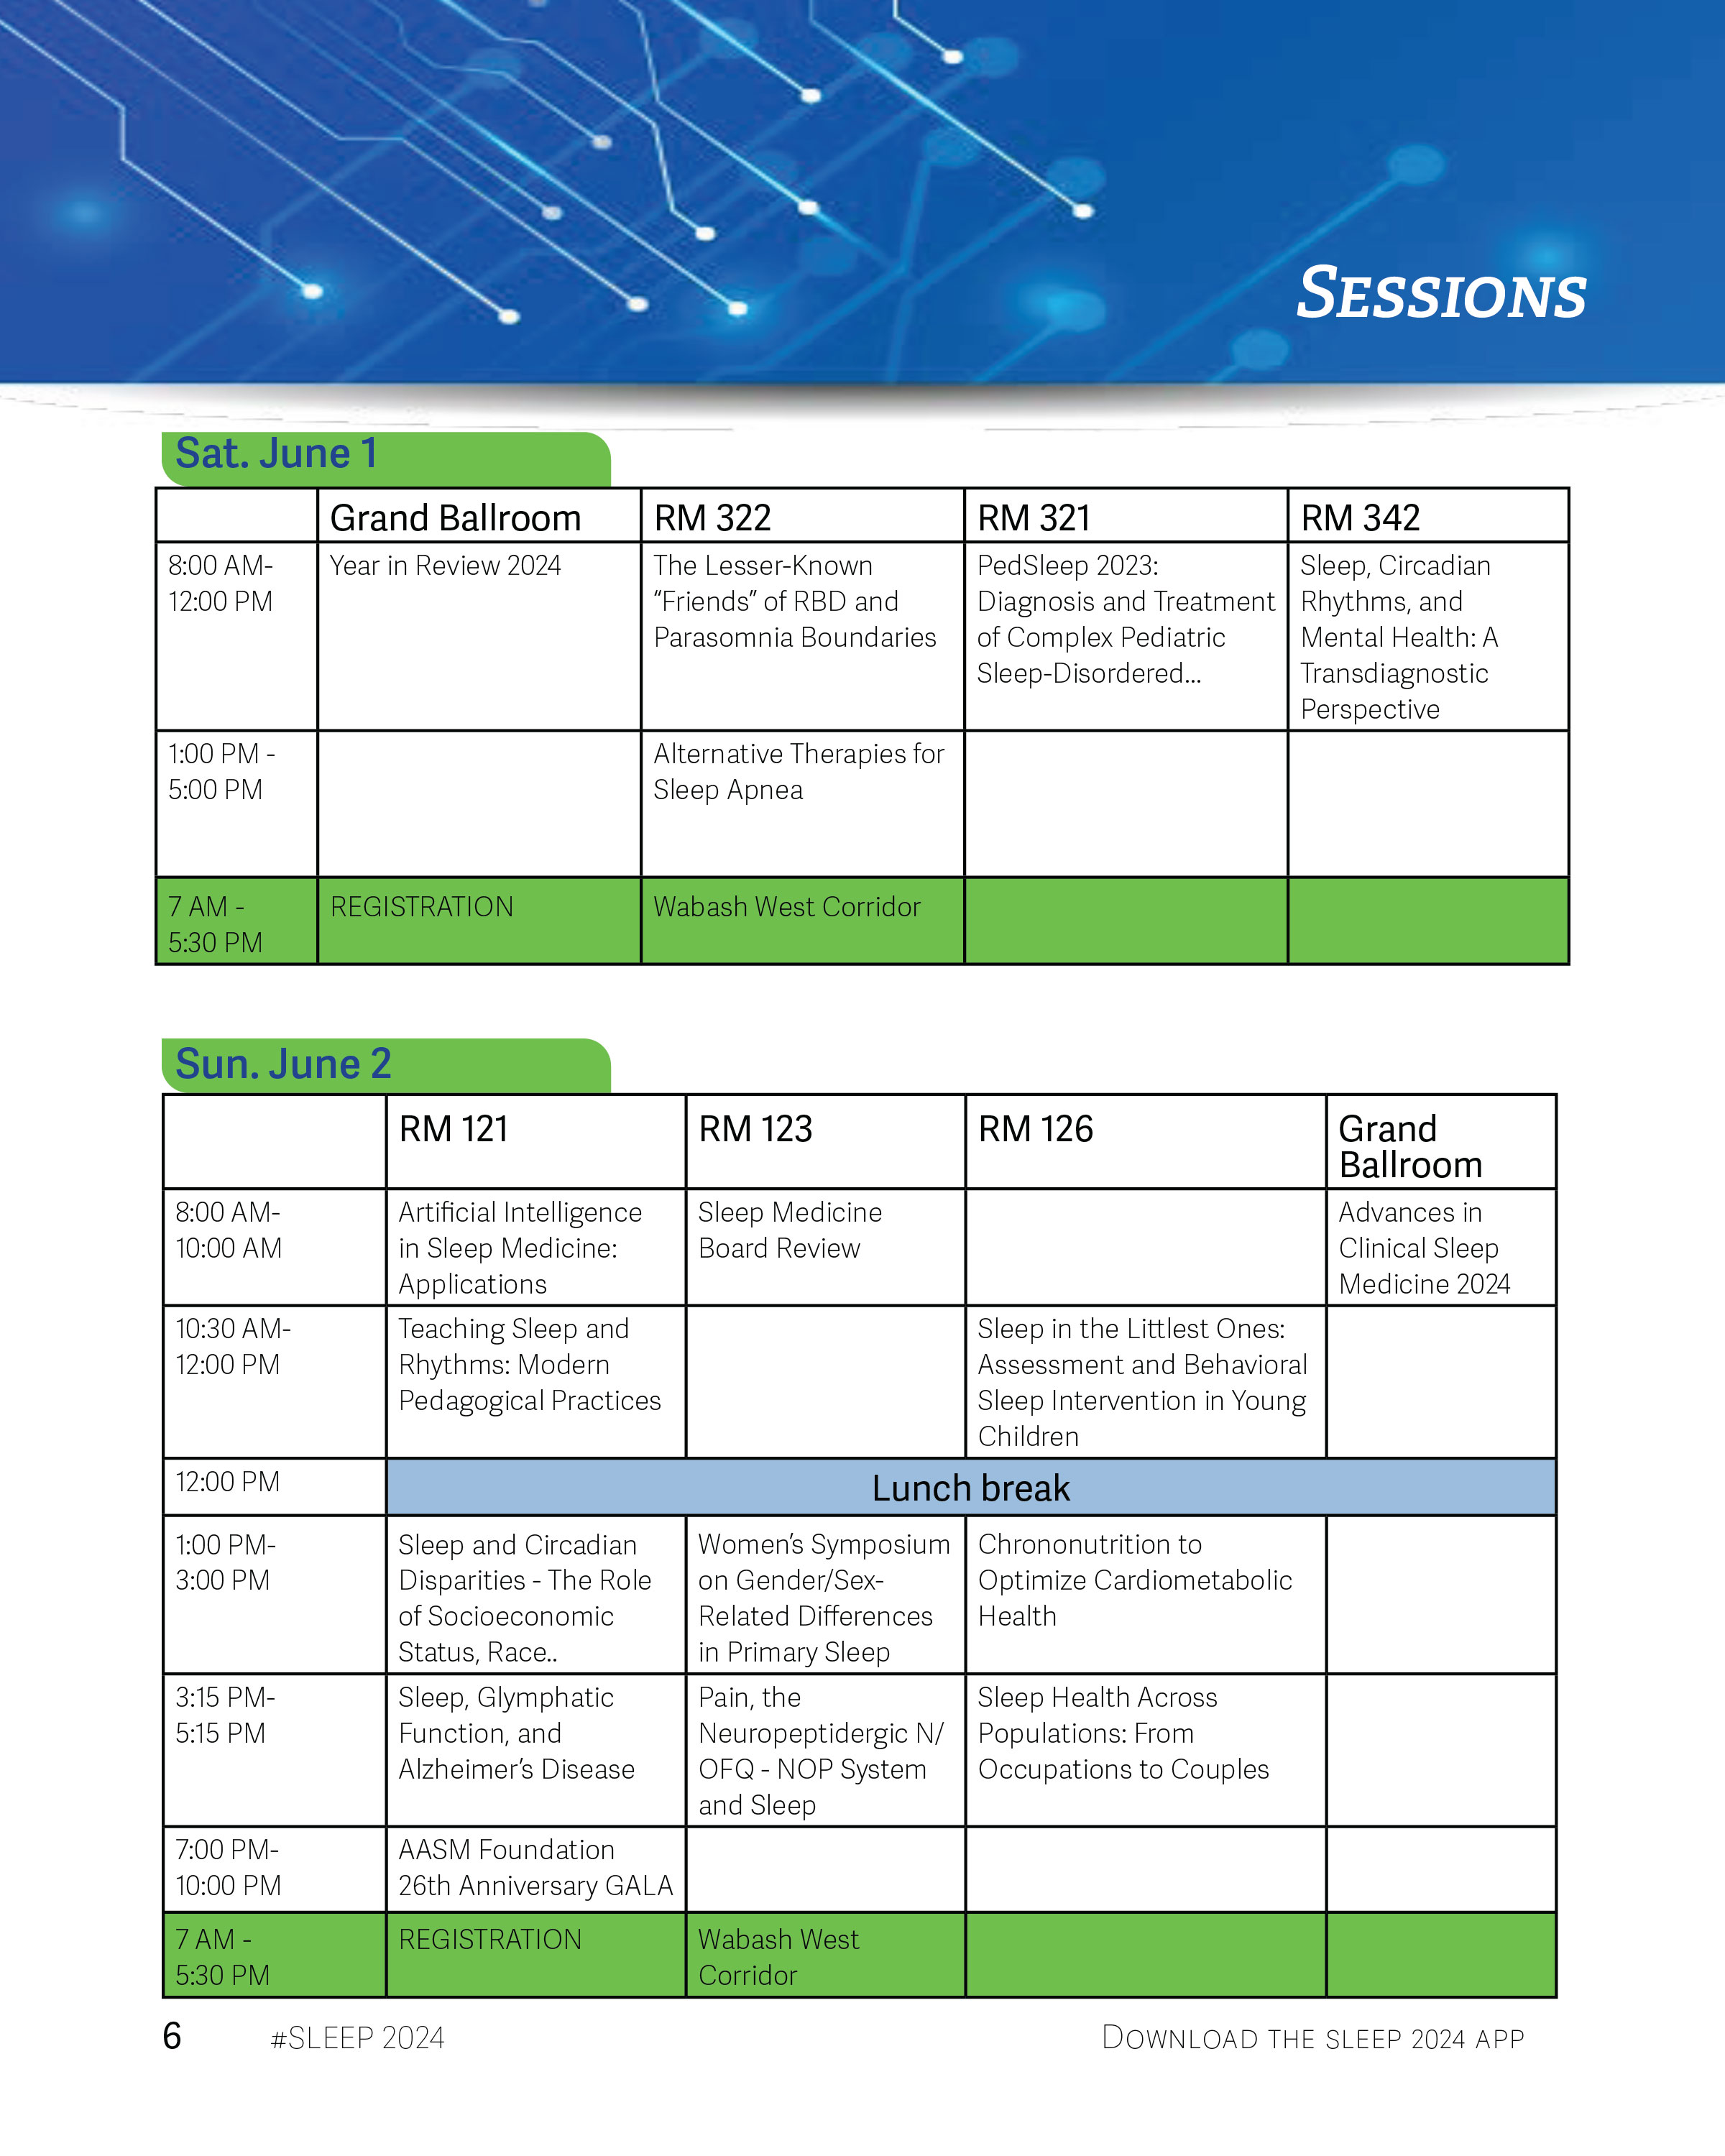 Sessions
Sat. June 1
Grand Ballroom
RM 322
RM 321
RM 342
8:00 AM-
12:00 PM
Year in Review 2024
The Lesser-Known
“Friends” of RBD and
Parasomnia Boundaries
PedSleep 2023:
Diagnosis and Treatment
of Complex Pediatric
Sleep-Disordered...
Sleep, Circadian
Rhythms, and
Mental Health: A
Transdiagnostic
Perspective
1:00 PM -
5:00 PM
Alternative Therapies for
Sleep Apnea
7 AM -
5:30 PM
REGISTRATION
Wabash West Corridor
Sun. June 2
RM 121
RM 123
RM 126
Grand
Ballroom
8:00 AM-
10:00 AM
Artificial Intelligence
in Sleep Medicine:
Applications
Sleep Medicine
Board Review
Advances in
Clinical Sleep
Medicine 2024
10:30 AM-
12:00 PM
Teaching Sleep and
Rhythms: Modern
Pedagogical Practices
Sleep in the Littlest Ones:
Assessment and Behavioral
Sleep Intervention in Young
Children
12:00 PM
Lunch break
1:00 PM-
3:00 PM
Sleep and Circadian
Disparities - The Role
of Socioeconomic
Status, Race..
Women’s Symposium
on Gender/Sex-
Related Differences
in Primary Sleep
Chrononutrition to
Optimize Cardiometabolic
Health
3:15 PM-
5:15 PM
Sleep, Glymphatic
Function, and
Alzheimer’s Disease
Pain, the
Neuropeptidergic N/
OFQ - NOP System
and Sleep
Sleep Health Across
Populations: From
Occupations to Couples
7:00 PM-
10:00 PM
AASM Foundation
26th Anniversary GALA
7 AM -
5:30 PM
REGISTRATION
Wabash West
Corridor
6 #SLEEP 2024 Download the sleep 2024 app